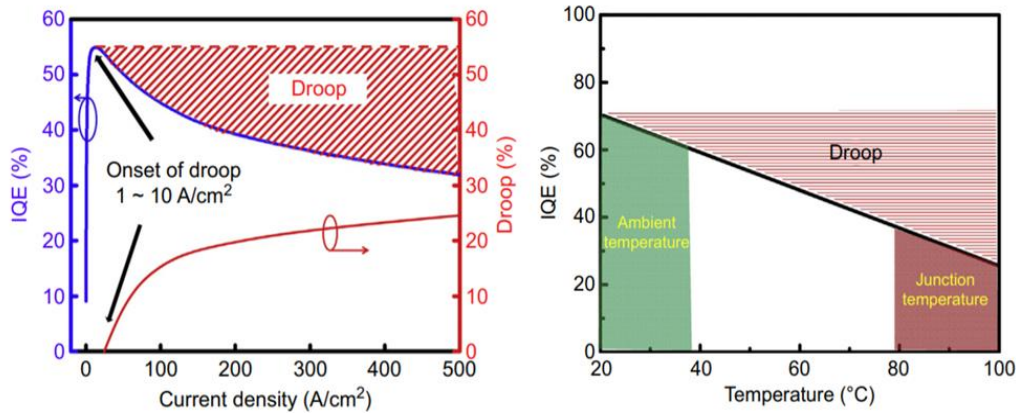 60
50
40
30
20
10
0
IQE (%)
Droop
Onset of droop
1 ~ 10 A/cm²
60
50
40
30
20
10
0
Droop (%)
0
100
200
300
400
500
Current density (A/cm²)
100
80
60
40
20
0
IQE (%)
Droop
Ambient
temperature
Junction
temperature
20
40
60
80
100
Temperature (°C)